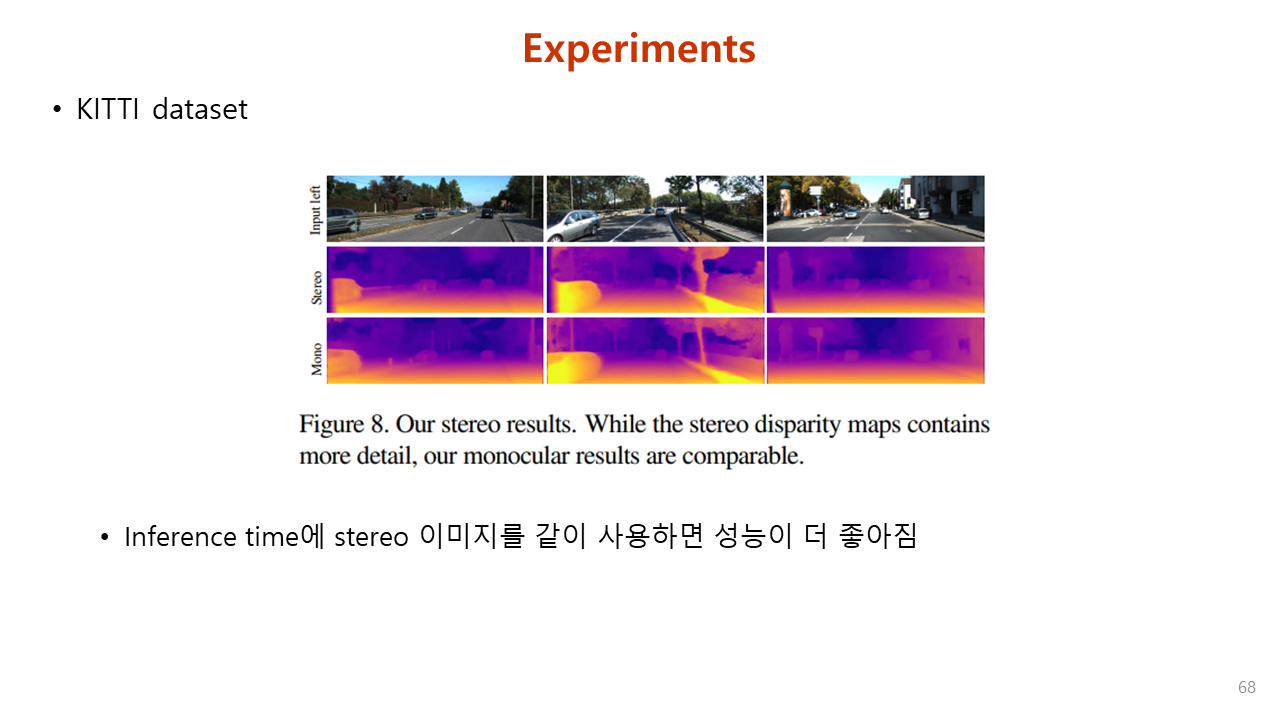 Experiments
• KITTI dataset
Input left
Stereo
Mono
Figure 8. Our stereo results. While the stereo disparity maps contains
more detail, our monocular results are comparable.
• Inference time에 stereo 이미지를 같이 사용하면 성능이 더 좋아짐
68